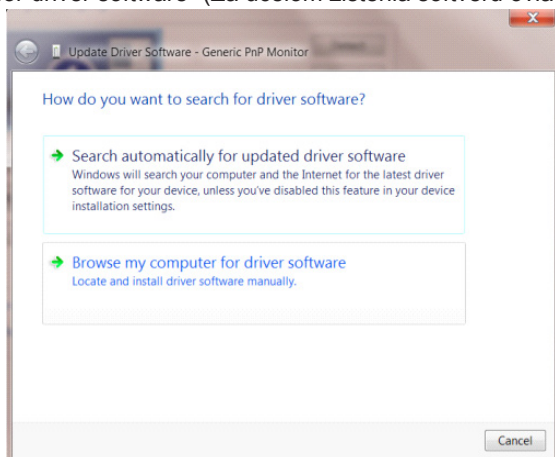 driver software" (Za
Update Driver Software - Generic PnP Monitor
How do you want to search for driver software?
Search automatically for updated driver software
Windows will search your computer and the Internet for the latest driver
software for your device, unless you've disabled this feature in your device
installation settings.
Browse my computer for driver software
Locate and install driver software manually.
Cancel